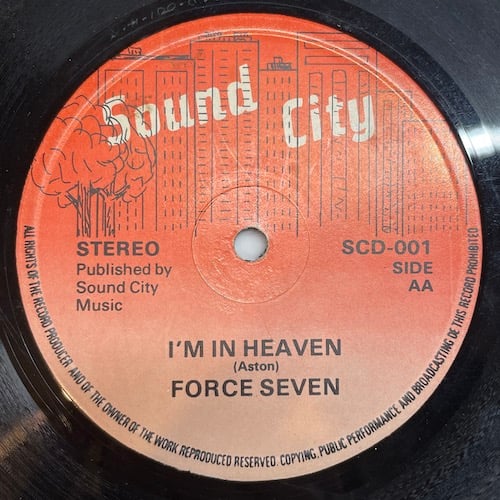 Sound City
STEREO
Published by
Sound City
Music
SCD-001
SIDE
AA
I'M IN HEAVEN
(Aston)
FORCE SEVEN
ALL RIGHTS OF THE RECORD PRODUCER AND OF THE OWNER OF THE WORK REPRODUCED RESERVED. COPYING, PUBLIC PERFORMANCE AND BROADCASTING OE THIS RECORD PROHIBITED